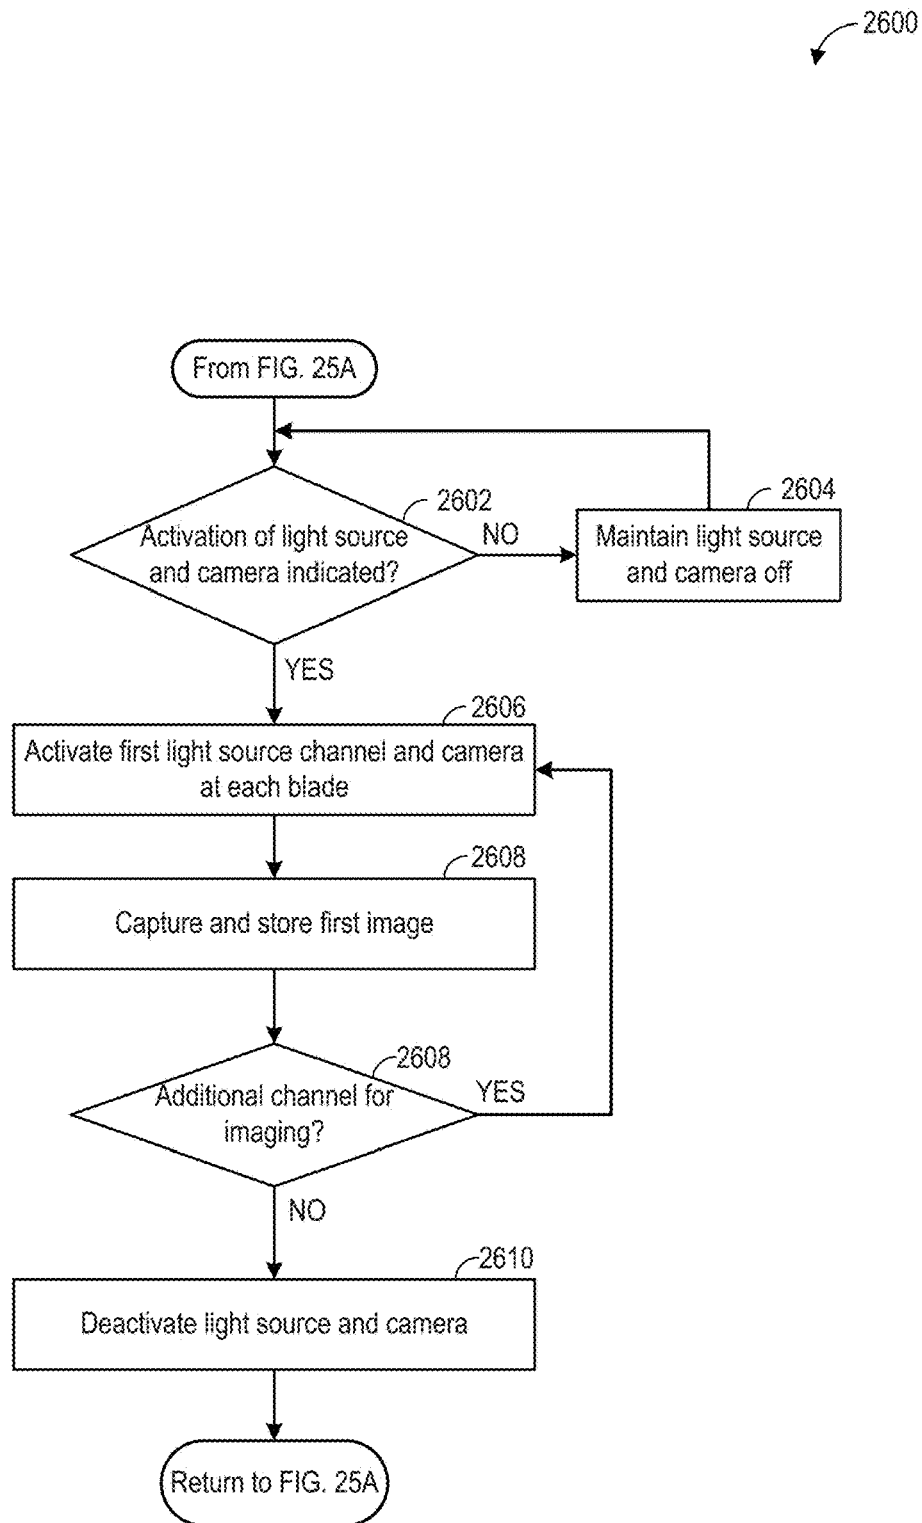 2600
From FIG. 25A
2602
Activation of light source
and camera indicated?
NO
2604
Maintain light source
and camera off
YES
2606
Activate first light source channel and camera
at each blade
2608
Capture and store first image
2608
Additional channel for
imaging?
YES
NO
2610
Deactivate light source and camera
Return to FIG. 25A